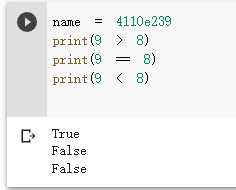 name = 4110e239
print(9 > 8)
print(9 == 8)
print(9 < 8)
True
False
False